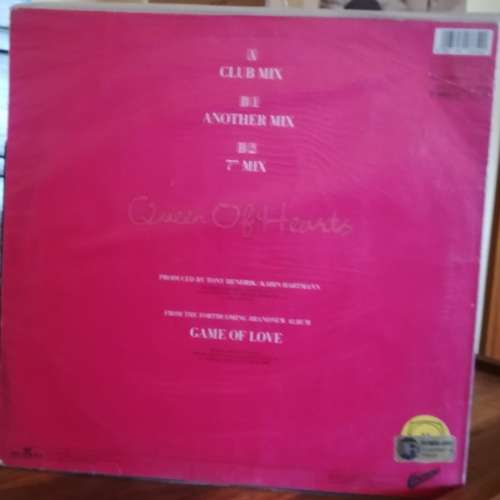 A
CLUB MIX
B1
ANOTHER MIX
B2
7" MIX
Queen Of Hearts
PRODUCED BY TONY HENDRIK/KARIN HARTMANN
FROM THE FORTHCOMING BRANDNEW ALBUM
GAME OF LOVE